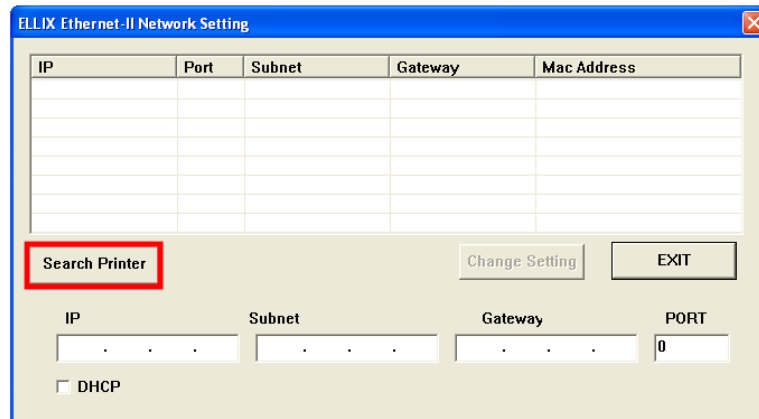 ELLIX Ethernet-II Network Setting
IP Port Subnet Gateway Mac Address
Search Printer Change Setting EXIT
IP Subnet Gateway PORT
. . . . . . . . . 0
DHCP